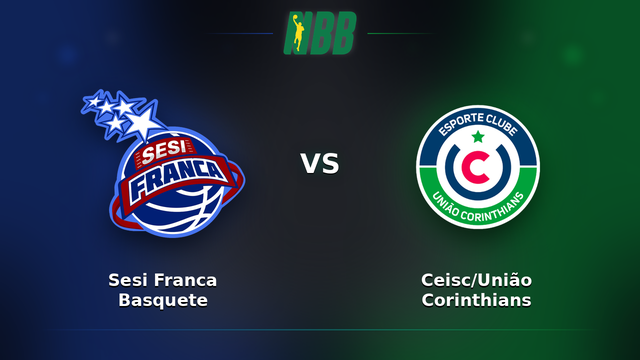 NBB
SESI
FRANCA
VS
ESPORTE CLUBE
C
UNIÃO CORINTHIANS
Sesi Franca
Basquete
Ceisc/União
Corinthians